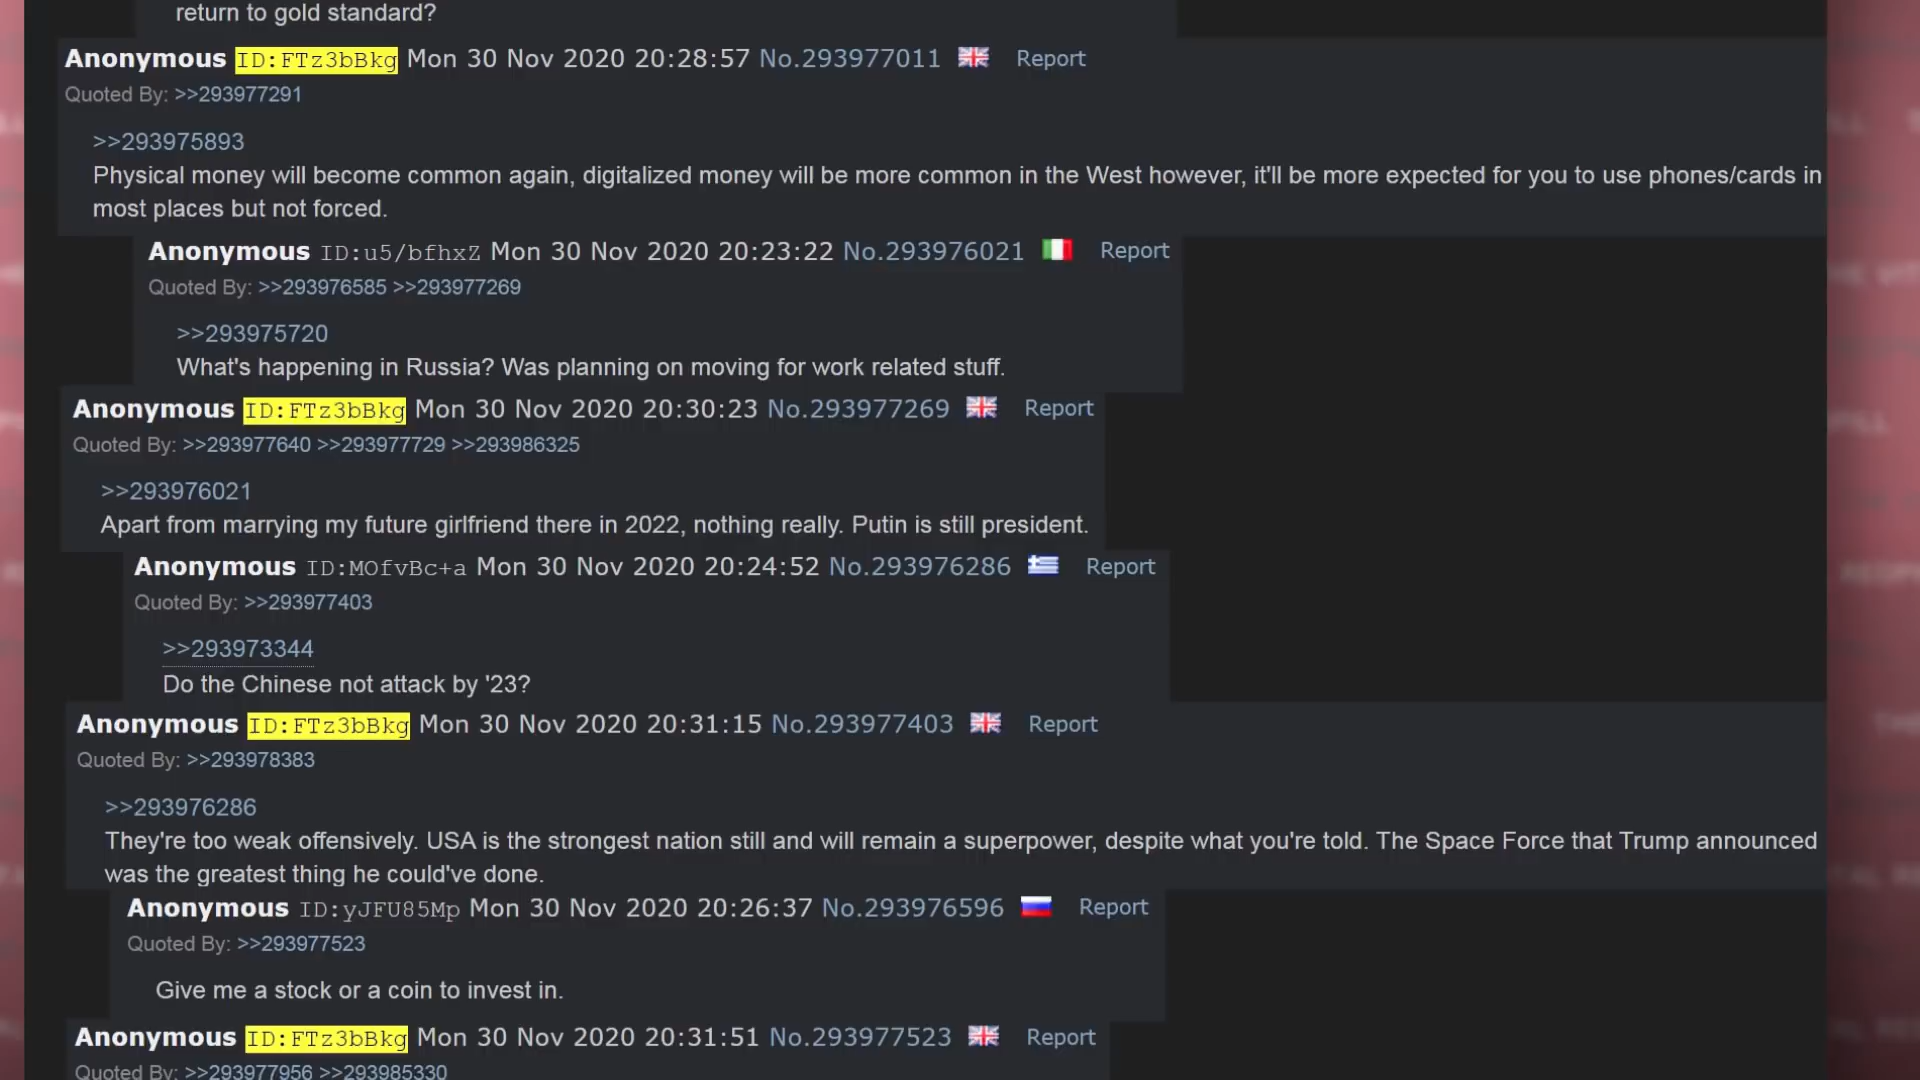 return to gold standard?
Anonymous ID:FTz3bBkg Mon 30 Nov 2020 20:28:57 No.293977011 Report
Quoted By: >>293977291
>>293975893
Physical money will become common again, digitalized money will be more common in the West however, it'll be more expected for you to use phones/cards in
most places but not forced.
Anonymous ID:u5/bfhxZ Mon 30 Nov 2020 20:23:22 No.293976021 Report
Quoted By: >>293976585 >>293977269
>>293975720
What's happening in Russia? Was planning on moving for work related stuff.
Anonymous ID:FTz3bBkg Mon 30 Nov 2020 20:30:23 No.293977269 Report
Quoted By: >>293977640 >>293977729 >>293986325
>>293976021
Apart from marrying my future girlfriend there in 2022, nothing really. Putin is still president.
Anonymous ID:MOfvBc+a Mon 30 Nov 2020 20:24:52 No.293976286 Report
Quoted By: >>293977403
>>293973344
Do the Chinese not attack by '23?
Anonymous ID:FTz3bBkg Mon 30 Nov 2020 20:31:15 No.293977403 Report
Quoted By: >>293978383
>>293976286
They're too weak offensively. USA is the strongest nation still and will remain a superpower, despite what you're told. The Space Force that Trump announced
was the greatest thing he could've done.
Anonymous ID:yJFU85Mp Mon 30 Nov 2020 20:26:37 No.293976596 Report
Quoted By: >>293977523
Give me a stock or a coin to invest in.
Anonymous ID:FTz3bBkg Mon 30 Nov 2020 20:31:51 No.293977523 Report
Quoted By: >>293977956 >>293985330